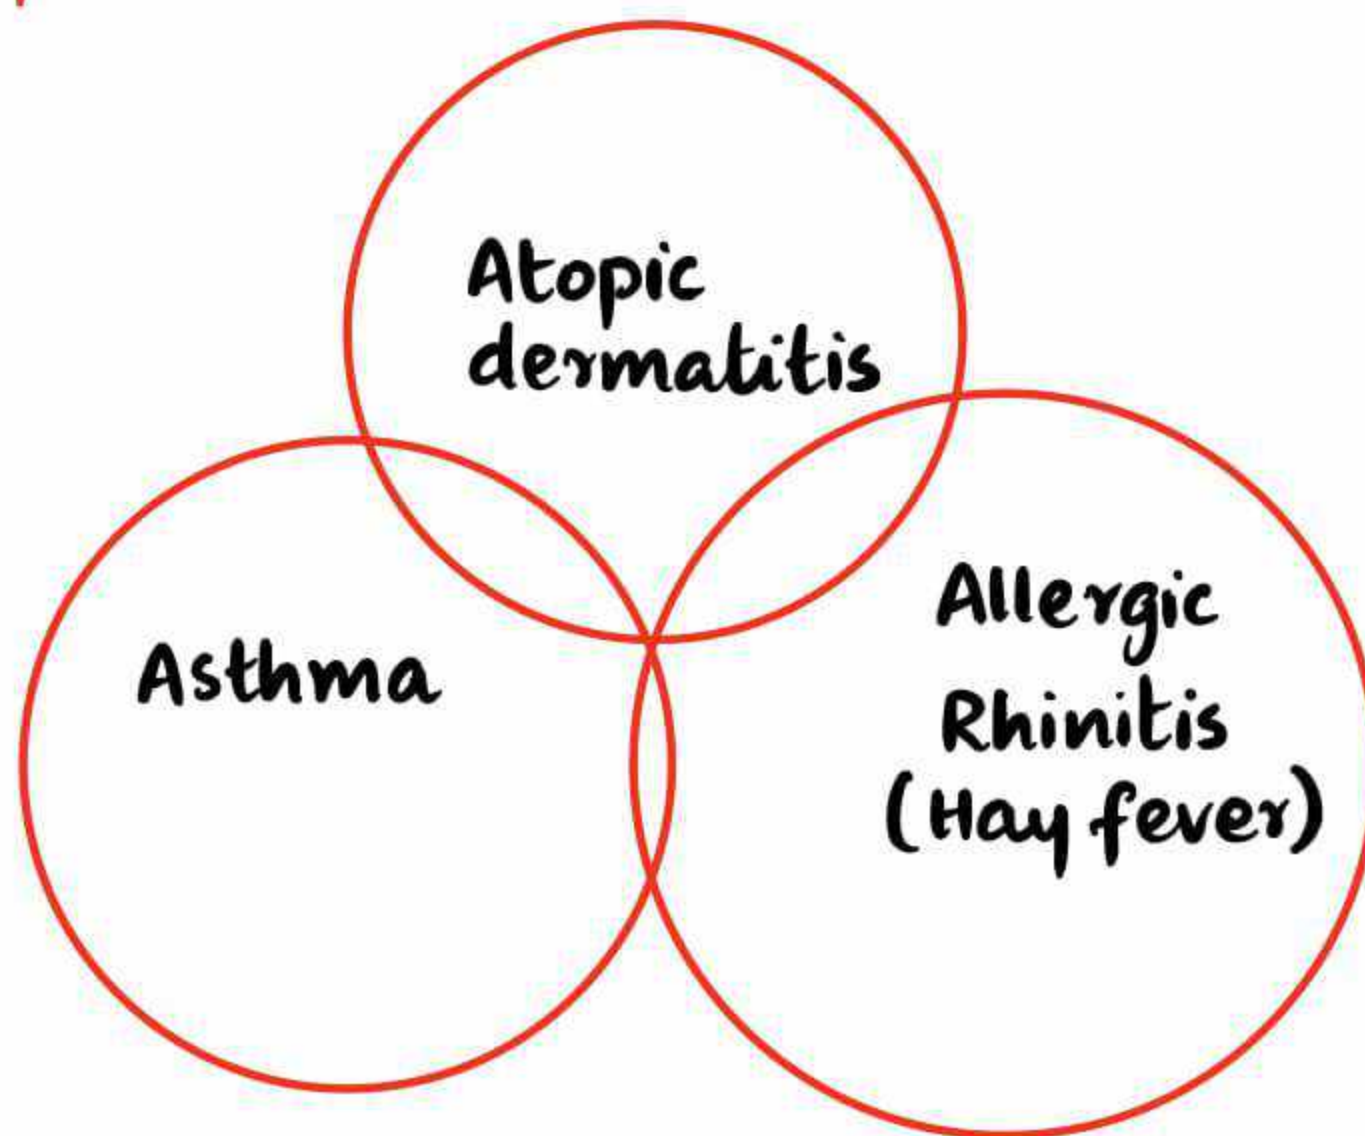 Atopic
dermatitis
Asthma
Allergic
Rhinitis
(Hay fever)